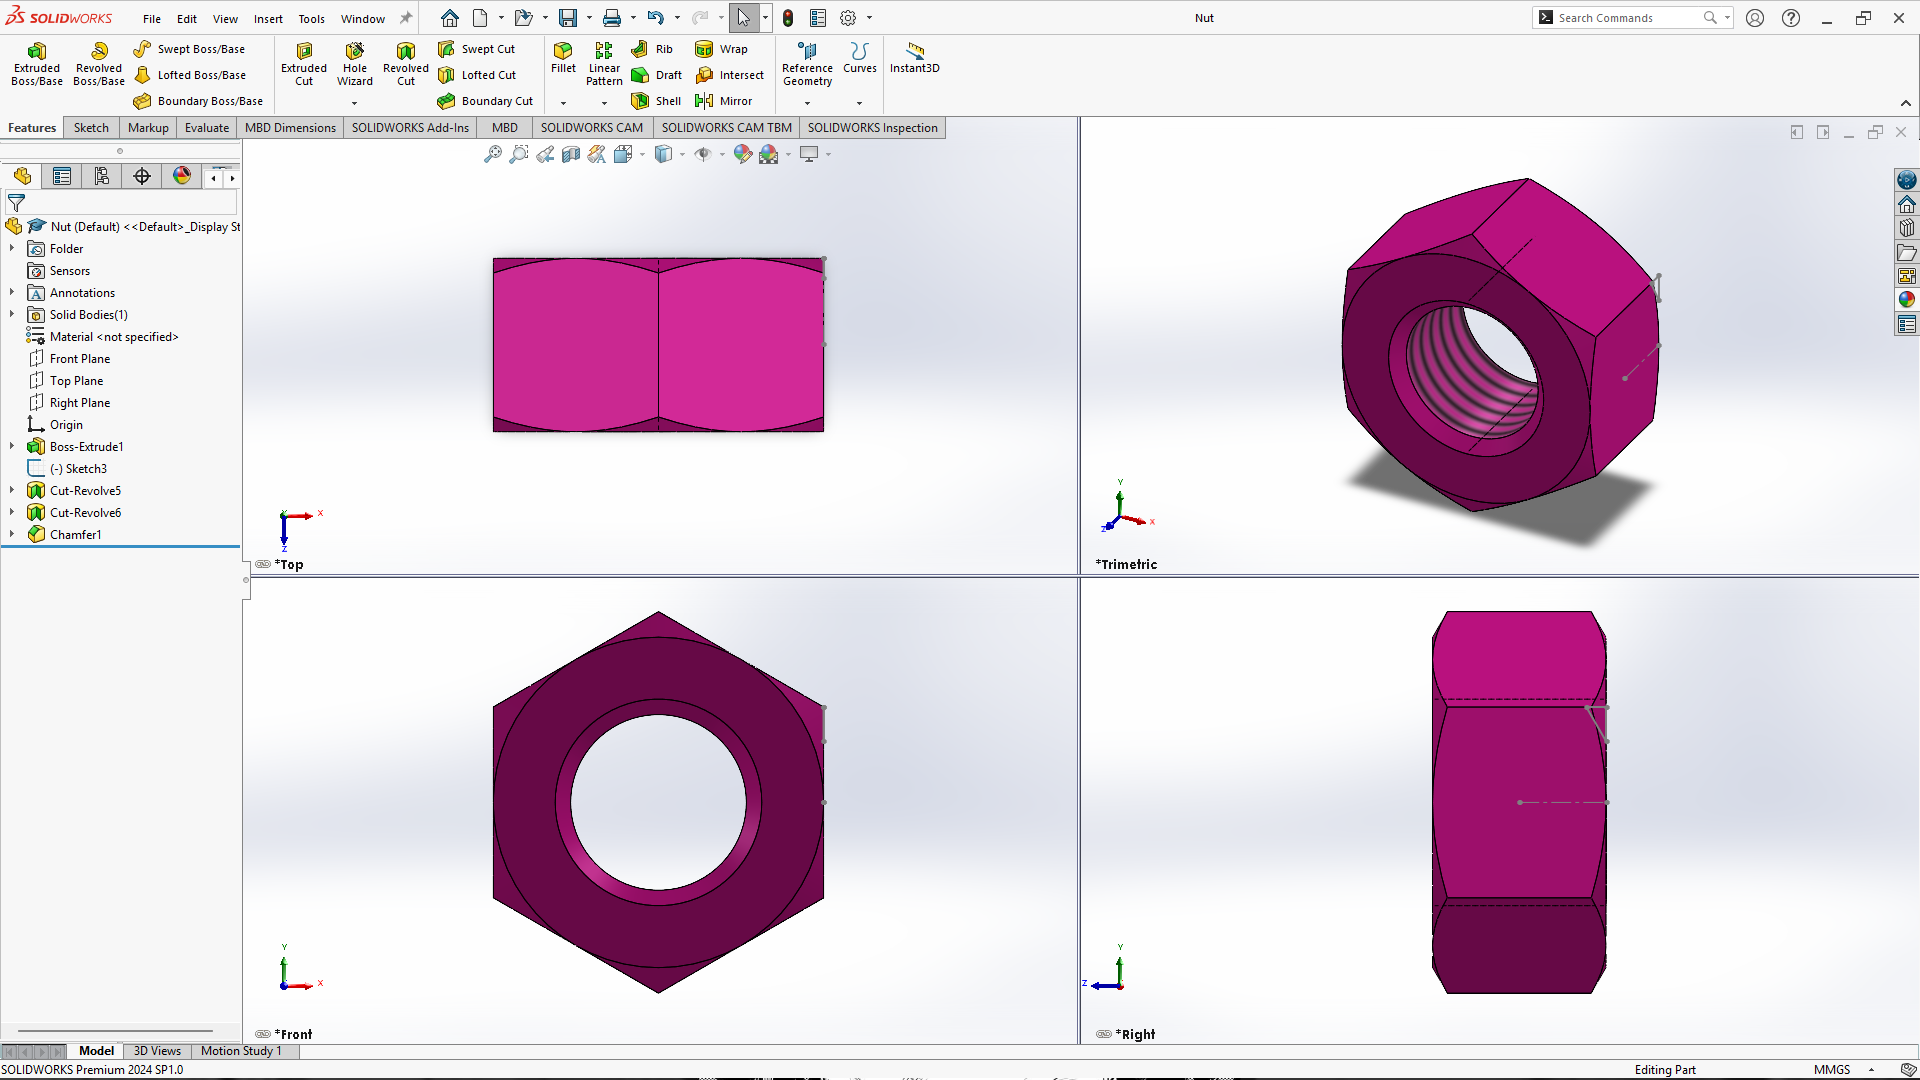 SOLIDWORKS File Edit View Insert Tools Window Nut Search Commands
Extruded Boss/Base
Revolved Boss/Base
Swept Boss/Base
Lofted Boss/Base
Boundary Boss/Base
Extruded Cut
Hole Wizard
Revolved Cut
Swept Cut
Lofted Cut
Boundary Cut
Fillet
Linear Pattern
Rib
Draft
Shell
Wrap
Intersect
Mirror
Reference Geometry
Curves
Instant3D
Features Sketch Markup Evaluate MBD Dimensions SOLIDWORKS Add-Ins MBD SOLIDWORKS CAM SOLIDWORKS CAM TBM SOLIDWORKS Inspection
Nut (Default) <<Default>_Display St
Folder
Sensors
A Annotations
Solid Bodies(1)
Material <not specified>
Front Plane
Top Plane
Right Plane
Origin
Boss-Extrude1
(-) Sketch3
Cut-Revolve5
Cut-Revolve6
Chamfer1
X
Z
*Top
Y
X
Z
*Trimetric
Y
X
*Front
Y
Z
*Right
Model 3D Views Motion Study 1
SOLIDWORKS Premium 2024 SP1.0 Editing Part MMGS